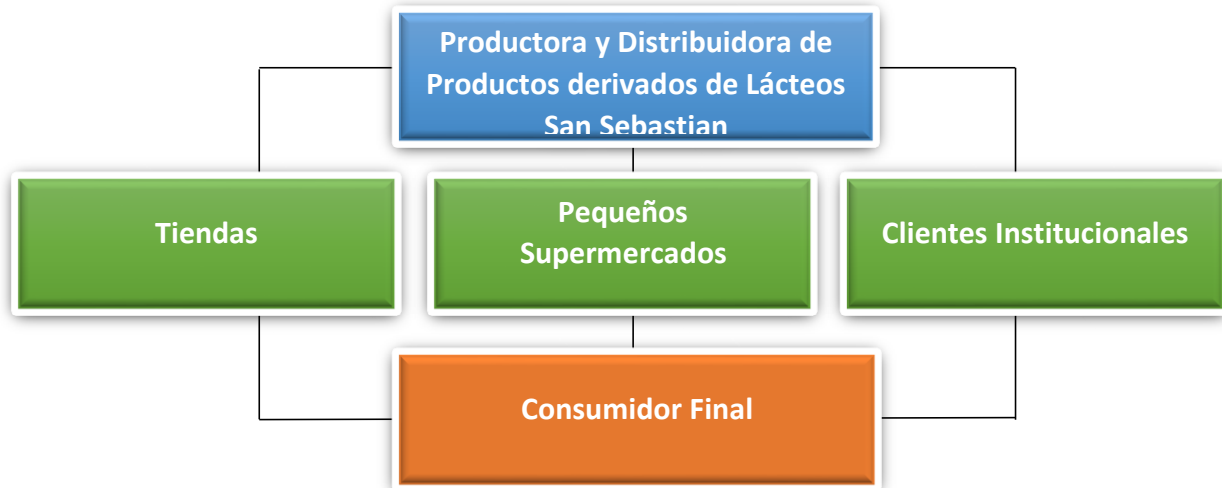 Productora y Distribuidora de
Productos derivados de Lácteos
San Sebastian
Tiendas
Pequeños
Supermercados
Clientes Institucionales
Consumidor Final